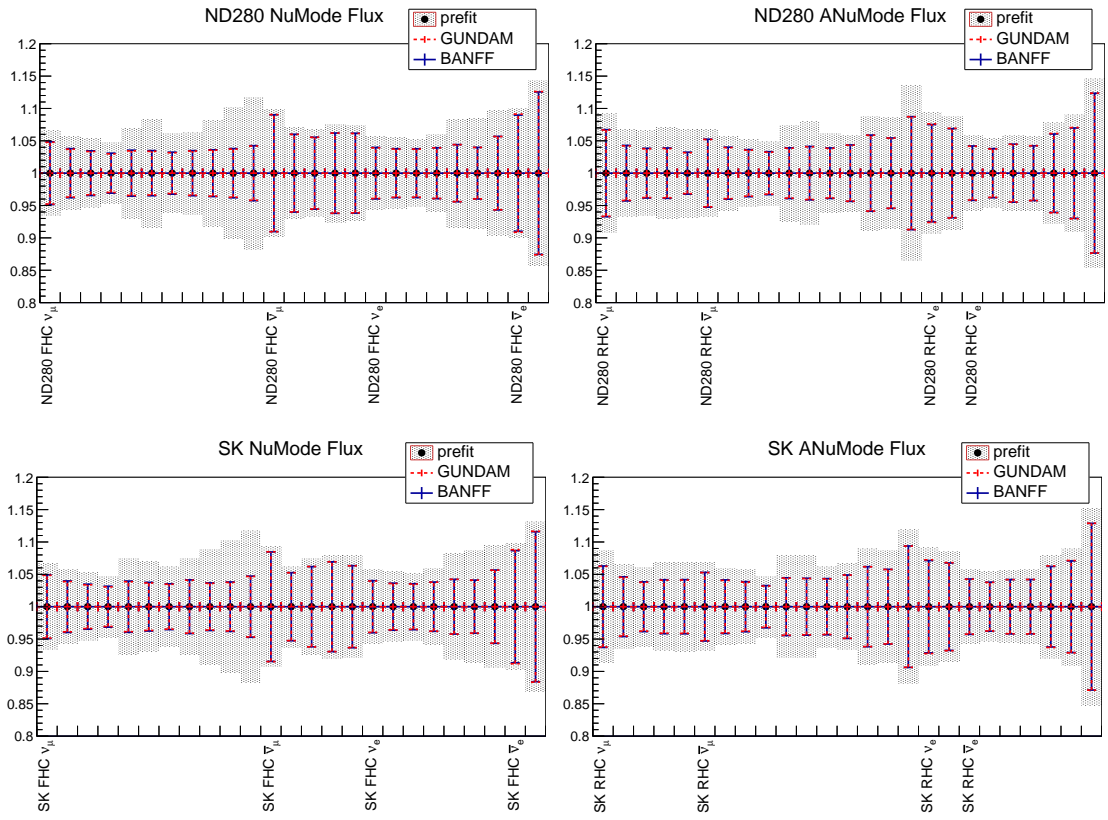 ND280 NuMode Flux
prefit
GUNDAM
BANFF
1.2
1.15
1.1
1.05
1
0.95
0.9
0.85
0.8
ND280 FHC νμ
ND280 FHC ν̅μ
ND280 FHC νe
ND280 FHC ν̅e
ND280 ANuMode Flux
prefit
GUNDAM
BANFF
1.2
1.15
1.1
1.05
1
0.95
0.9
0.85
0.8
ND280 RHC νμ
ND280 RHC ν̅μ
ND280 RHC νe
ND280 RHC ν̅e
SK NuMode Flux
prefit
GUNDAM
BANFF
1.2
1.15
1.1
1.05
1
0.95
0.9
0.85
0.8
SK FHC νμ
SK FHC ν̅μ
SK FHC νe
SK FHC ν̅e
SK ANuMode Flux
prefit
GUNDAM
BANFF
1.2
1.15
1.1
1.05
1
0.95
0.9
0.85
0.8
SK RHC νμ
SK RHC ν̅μ
SK RHC νe
SK RHC ν̅e